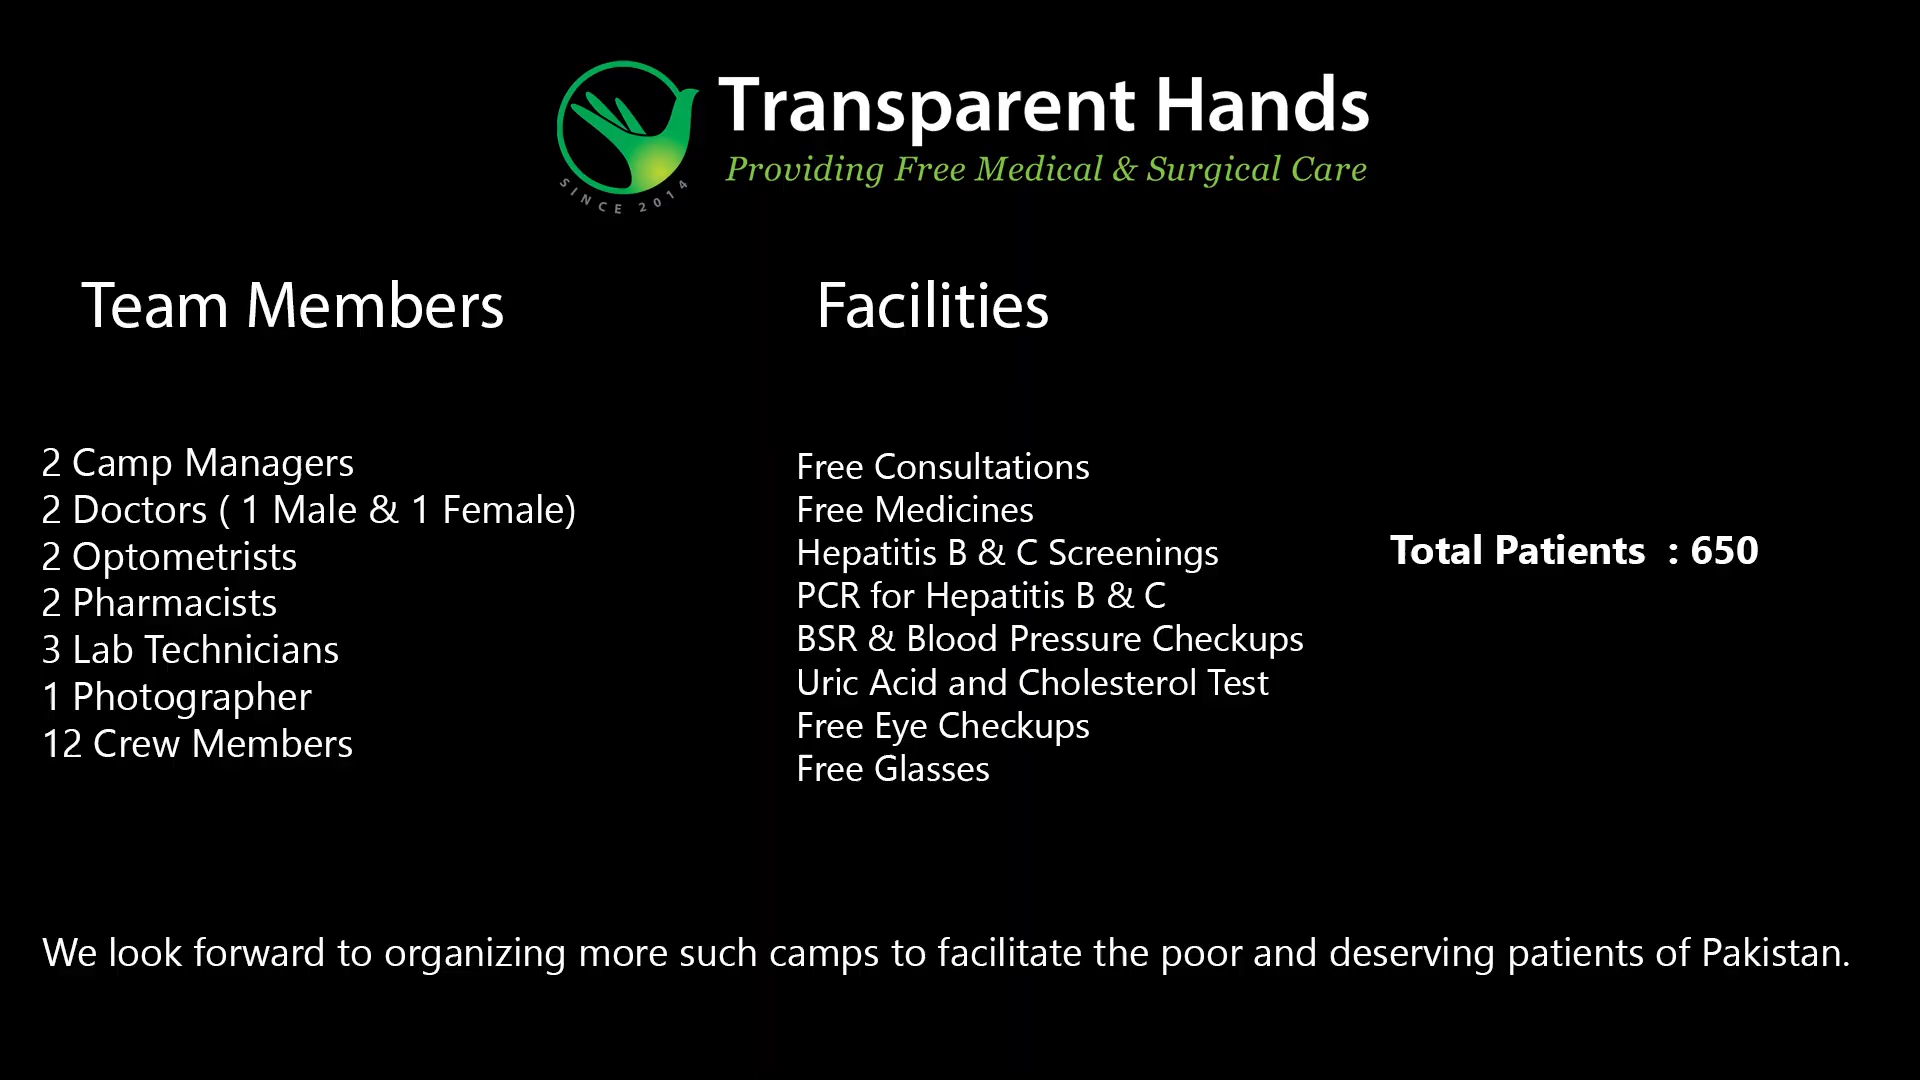 Transparent Hands
Providing Free Medical & Surgical Care
SINCE 2014
Team Members
2 Camp Managers
2 Doctors ( 1 Male & 1 Female)
2 Optometrists
2 Pharmacists
3 Lab Technicians
1 Photographer
12 Crew Members
Facilities
Free Consultations
Free Medicines
Hepatitis B & C Screenings
PCR for Hepatitis B & C
BSR & Blood Pressure Checkups
Uric Acid and Cholesterol Test
Free Eye Checkups
Free Glasses
Total Patients  : 650
We look forward to organizing more such camps to facilitate the poor and deserving patients of Pakistan.